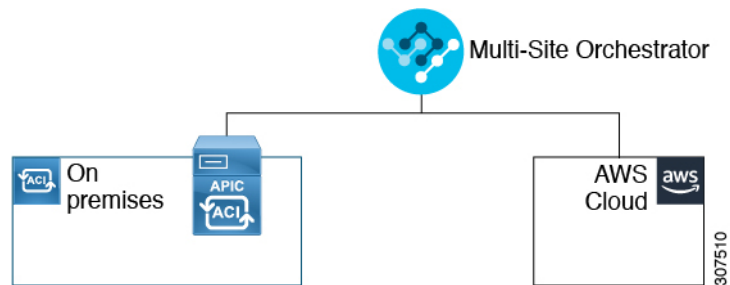 Multi-Site Orchestrator
ACI
On
premises
APIC
ACI
AWS
Cloud
aws
307510